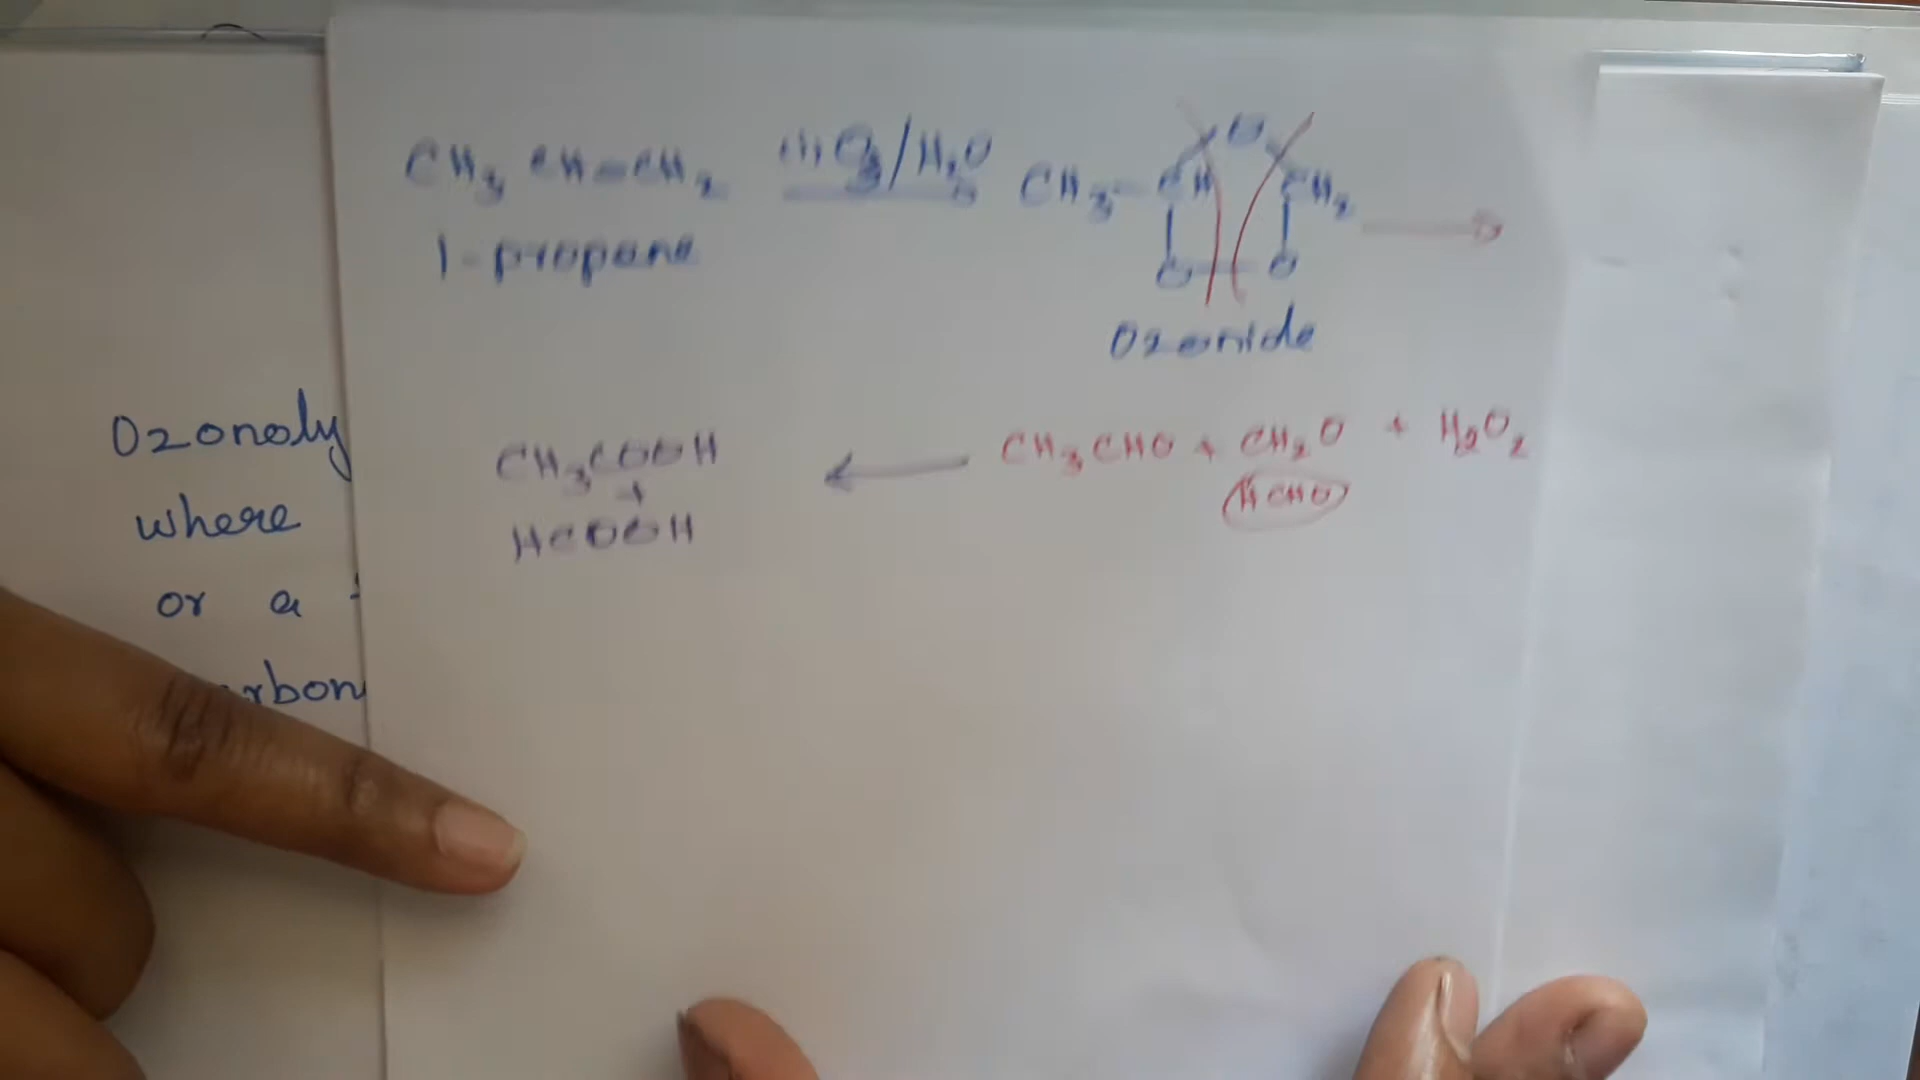 CH3 CH=CH2 (i) O3/H2O CH3-CH O CH2
O O
1-propene
Ozonide
CH3COOH ← CH3CHO + CH2O + H2O2
+
HCOOH
HCHO
Ozonoly
where
or a
rbon